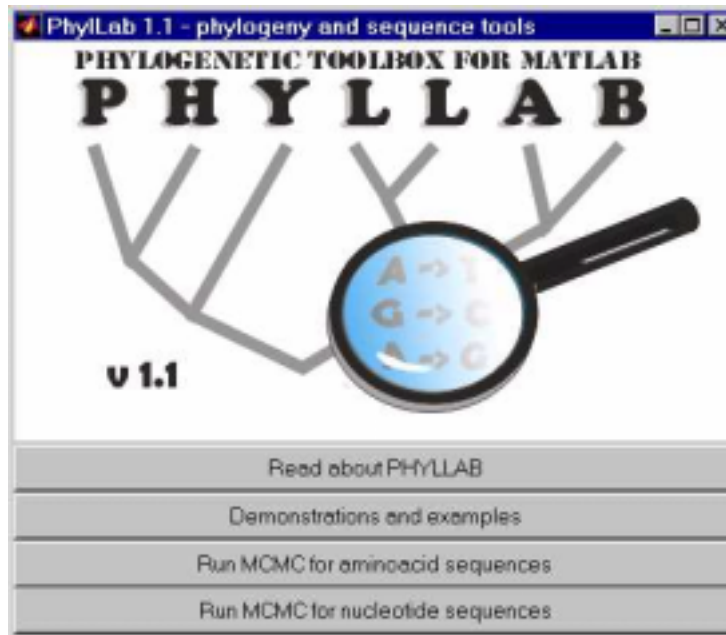 PhylLab 1.1 - phylogeny and sequence tools
PHYLOGENETIC TOOLBOX FOR MATLAB
PHYLLAB
A -> T
G -> C
A -> G
v 1.1
Read about PHYLLAB
Demonstrations and examples
Run MCMC for aminoacid sequences
Run MCMC for nucleotide sequences